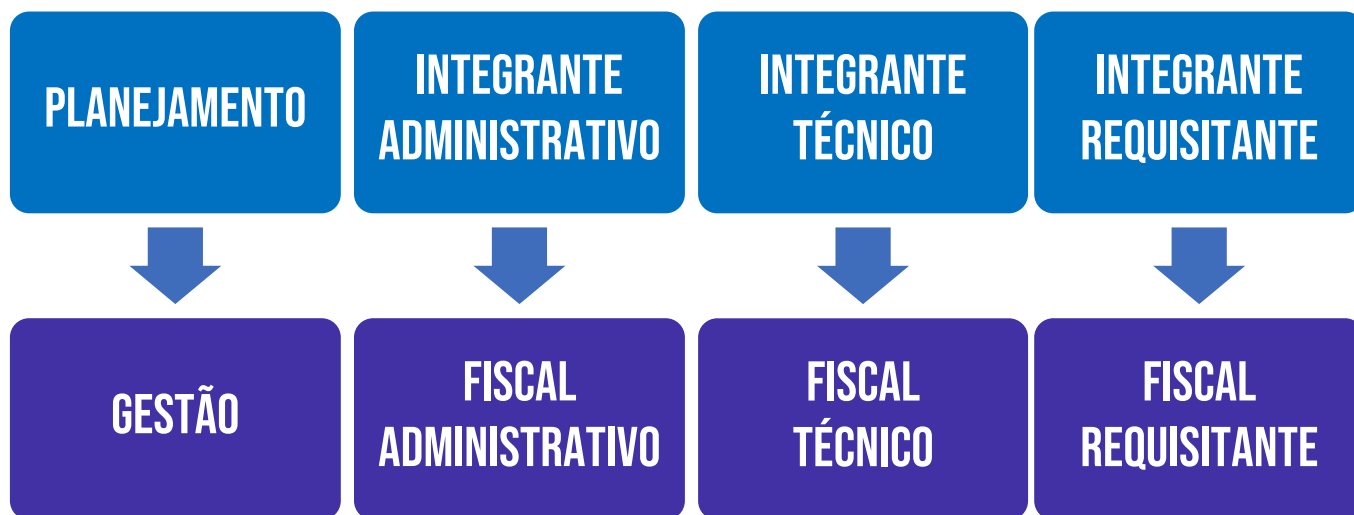 PLANEJAMENTO
INTEGRANTE
ADMINISTRATIVO
INTEGRANTE
TÉCNICO
INTEGRANTE
REQUISITANTE
GESTÃO
FISCAL
ADMINISTRATIVO
FISCAL
TÉCNICO
FISCAL
REQUISITANTE